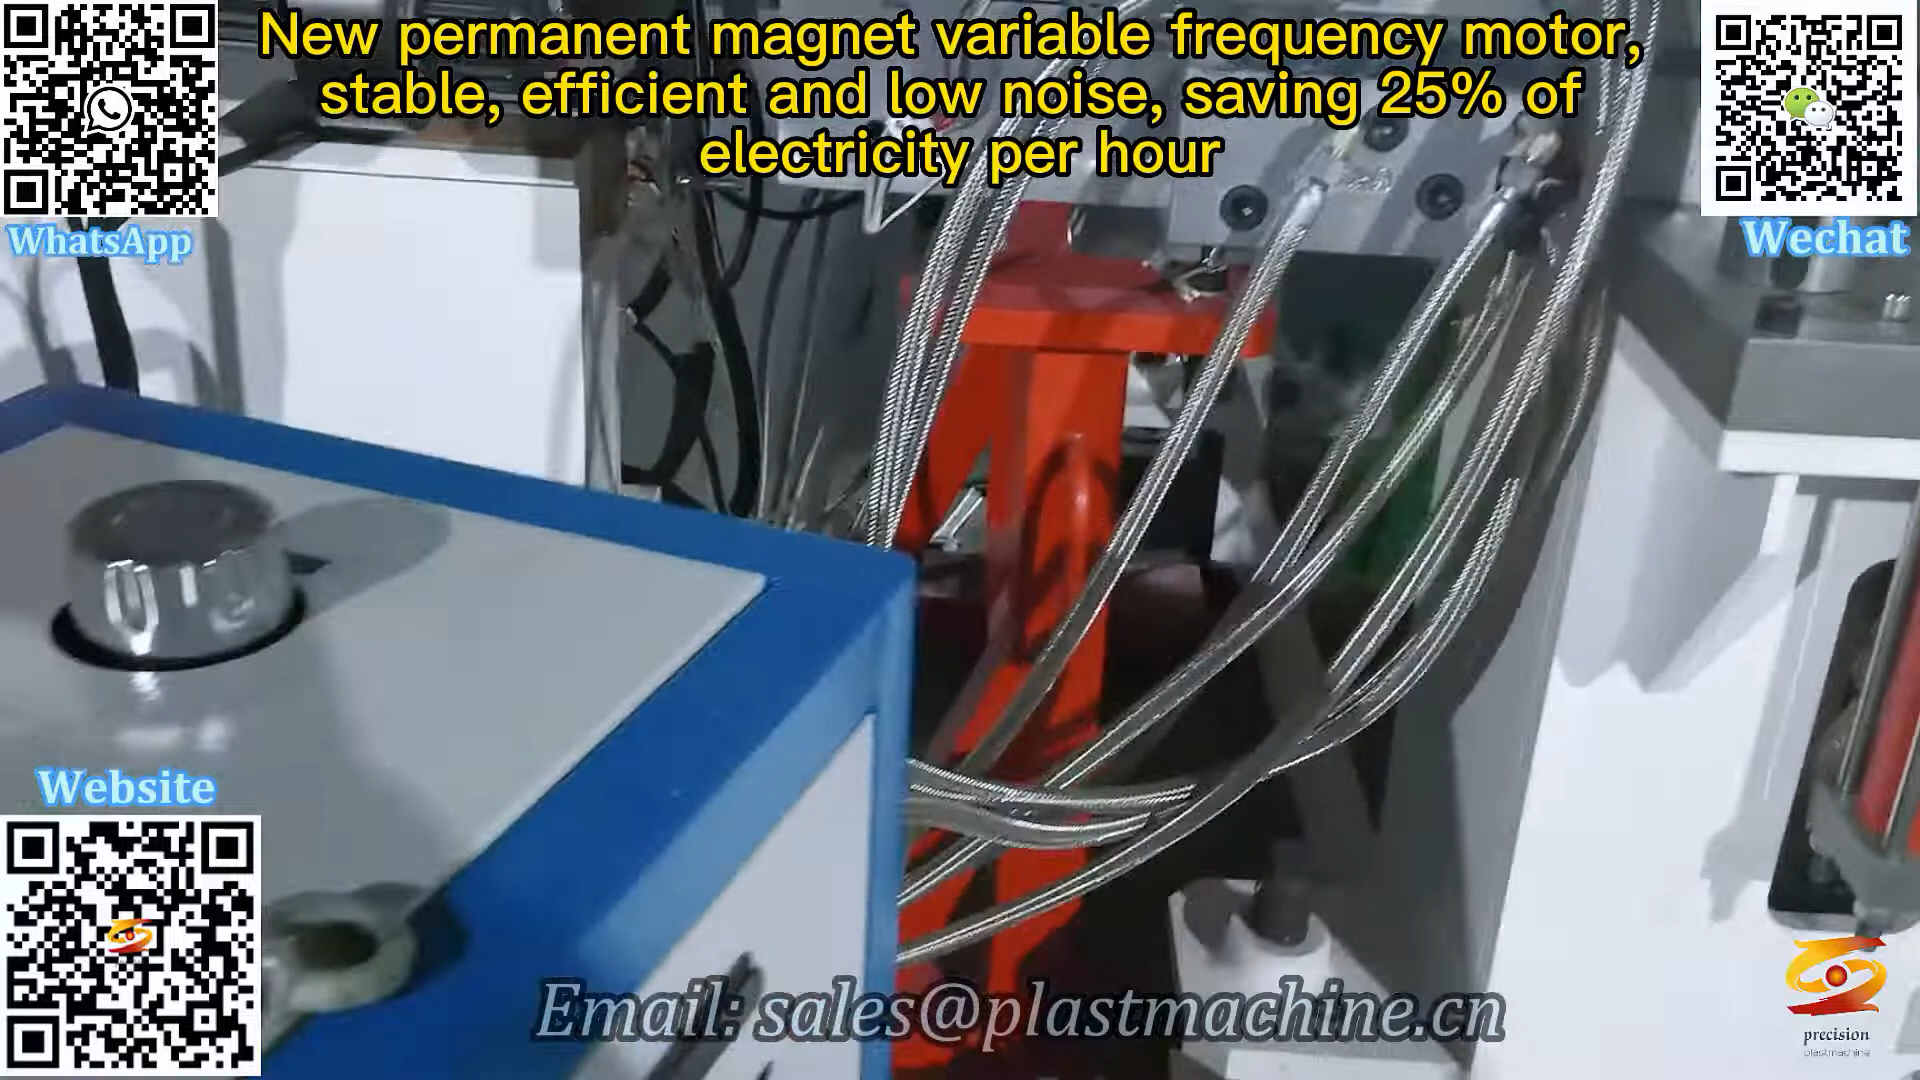 New permanent magnet variable frequency motor,
stable, efficient and low noise, saving 25% of
electricity per hour
WhatsApp
Wechat
Website
Email: sales@plastmachine.cn
precision
plastmachine